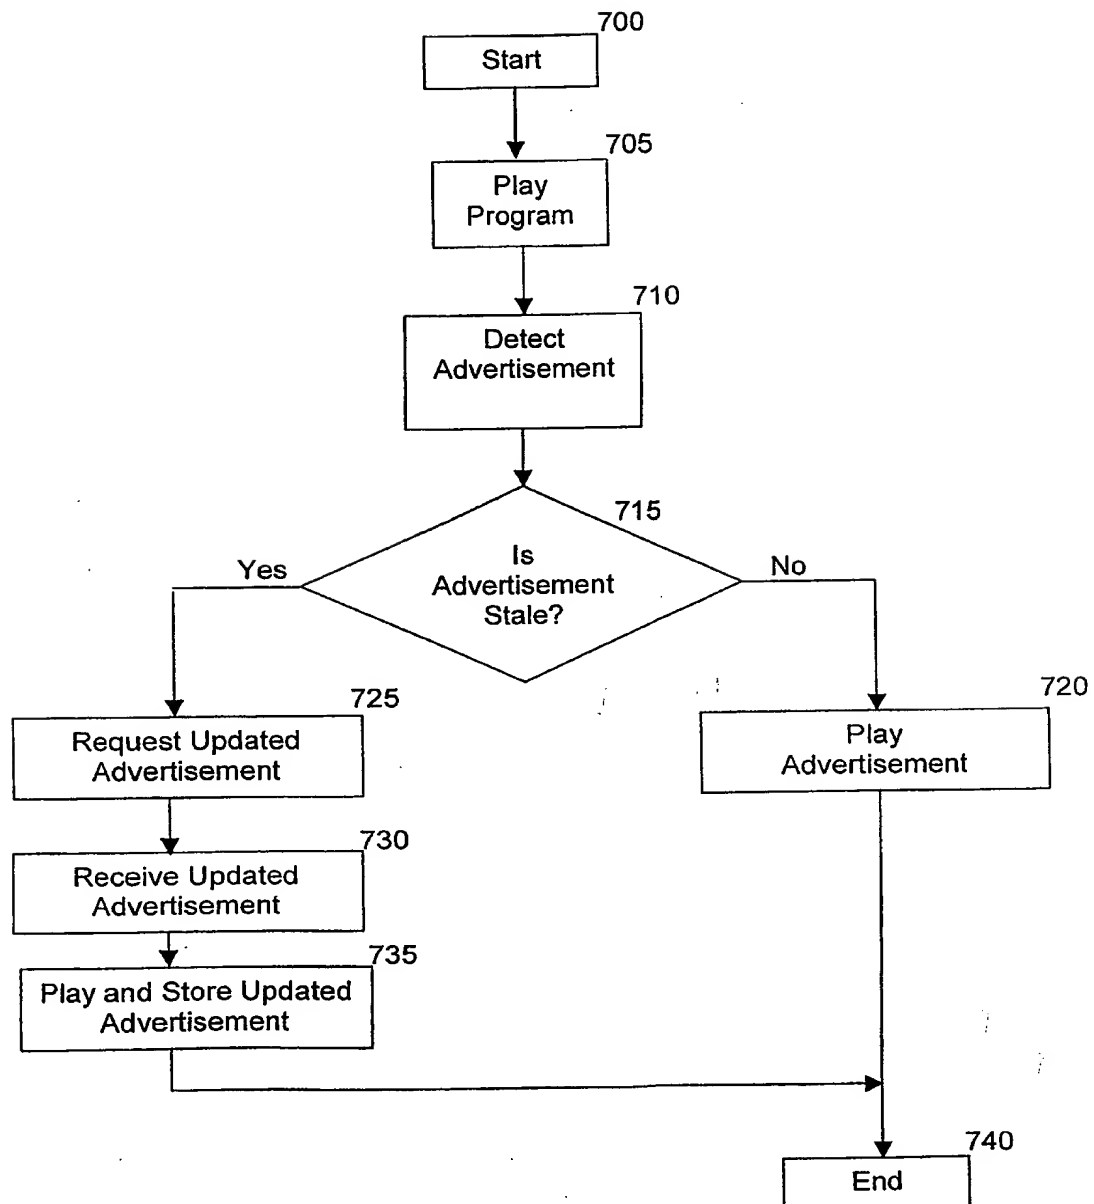 700
Start
705
Play
Program
710
Detect
Advertisement
715
Is
Advertisement
Stale?
Yes
No
725
Request Updated
Advertisement
720
Play
Advertisement
730
Receive Updated
Advertisement
735
Play and Store Updated
Advertisement
740
End